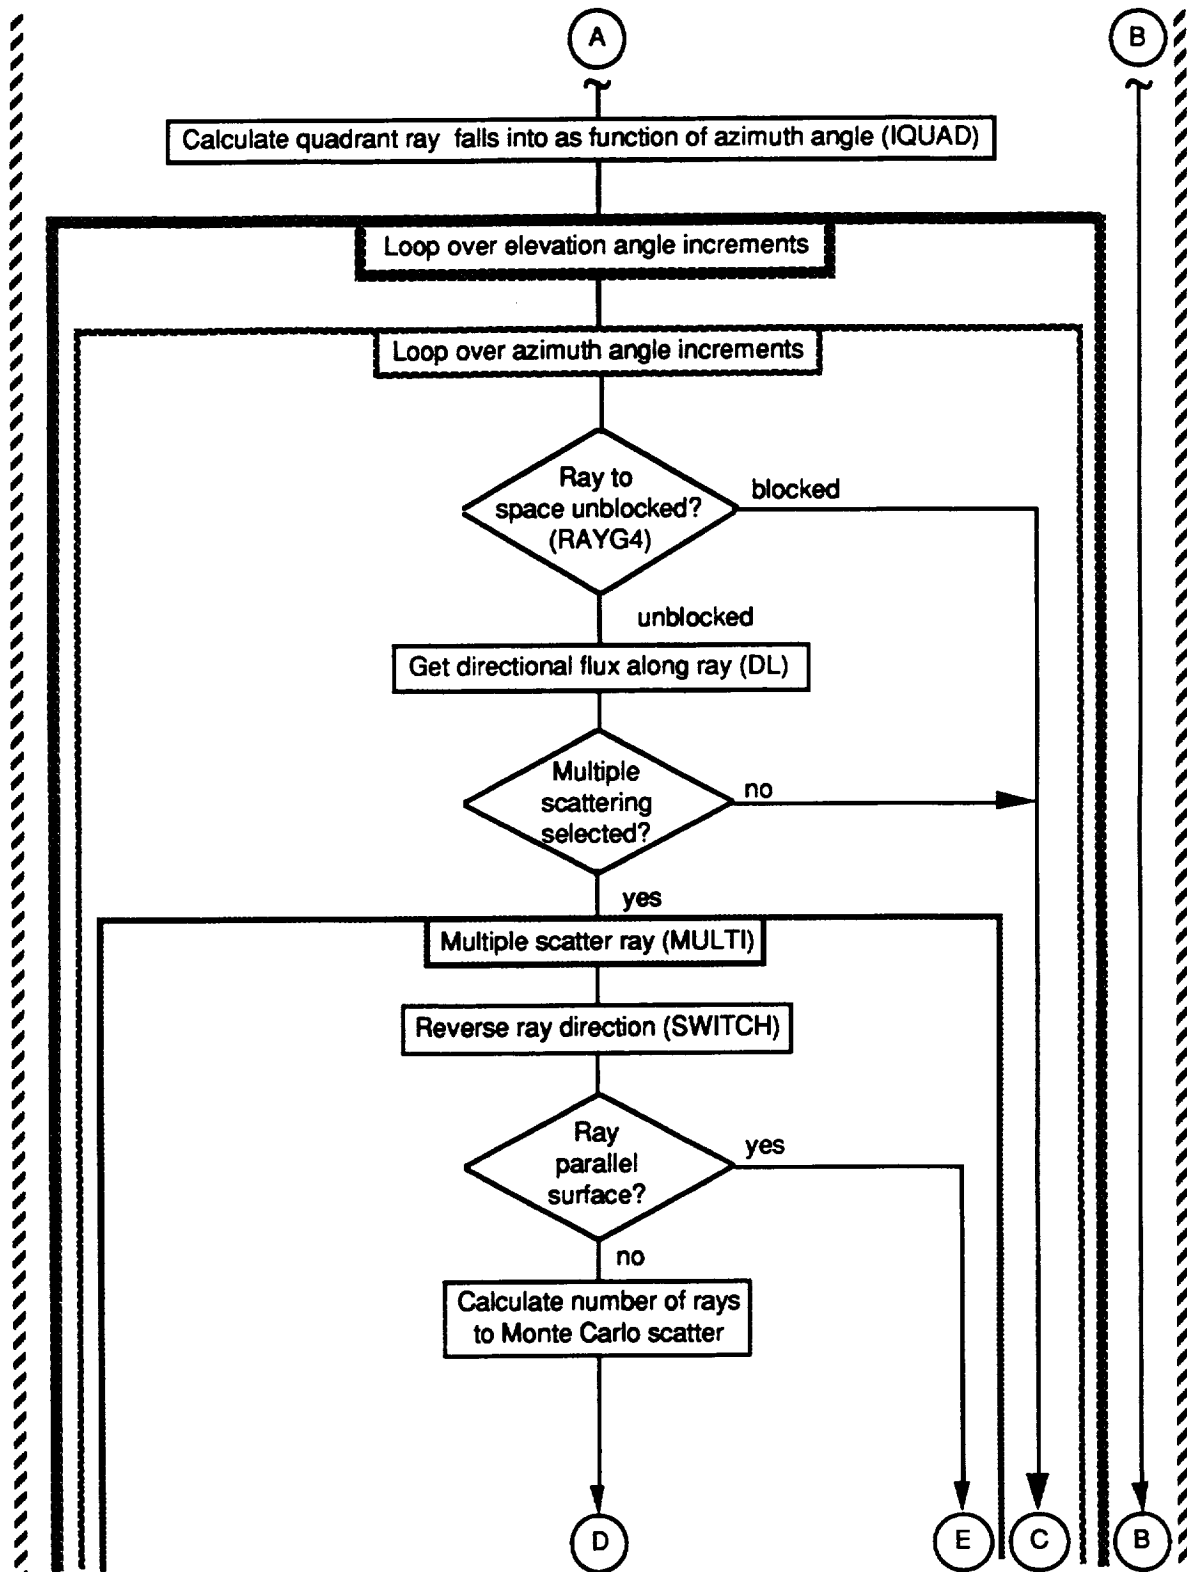 A
B
Calculate quadrant ray falls into as function of azimuth angle (IQUAD)
Loop over elevation angle increments
Loop over azimuth angle increments
Ray to
space unblocked?
(RAYG4)
blocked
unblocked
Get directional flux along ray (DL)
Multiple
scattering
selected?
no
yes
Multiple scatter ray (MULTI)
Reverse ray direction (SWITCH)
Ray
parallel
surface?
yes
no
Calculate number of rays
to Monte Carlo scatter
D
E
C
B